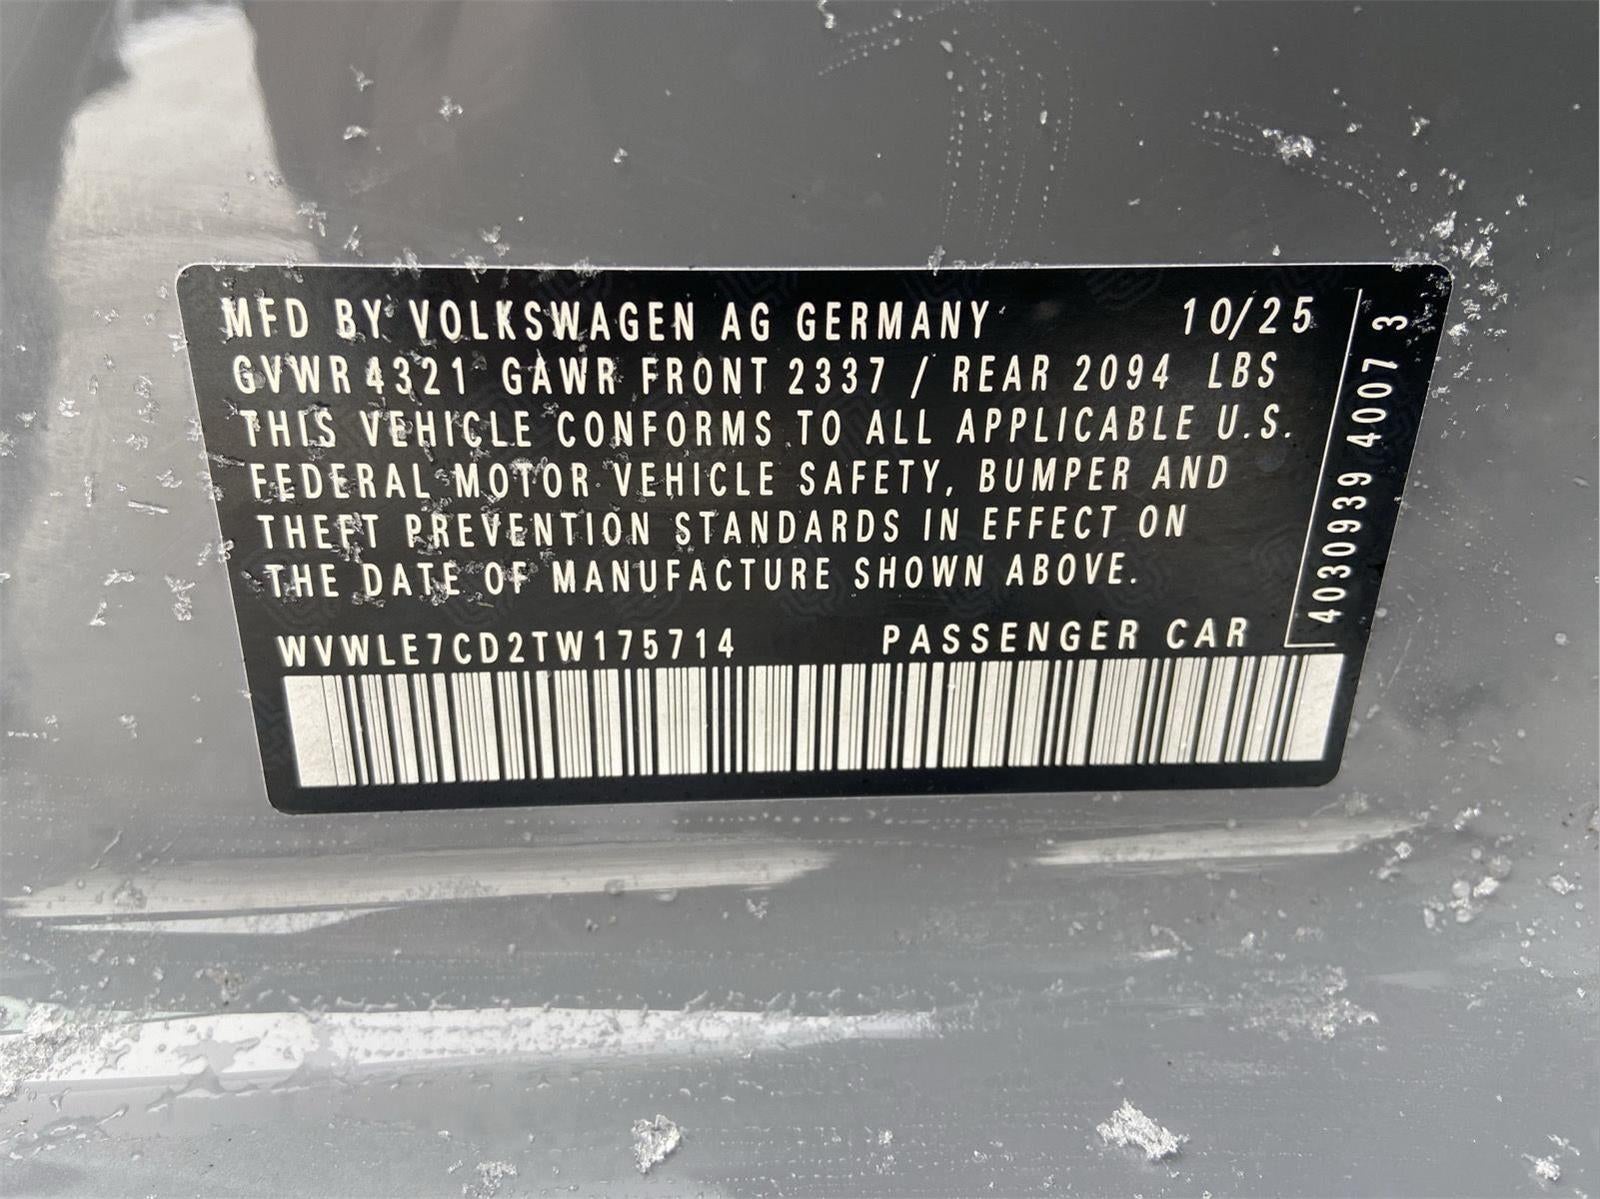 MFD BY VOLKSWAGEN AG GERMANY 10/25
GVWR 4321 GAWR FRONT 2337 / REAR 2094 LBS
THIS VEHICLE CONFORMS TO ALL APPLICABLE U.S.
FEDERAL MOTOR VEHICLE SAFETY, BUMPER AND
THEFT PREVENTION STANDARDS IN EFFECT ON
THE DATE OF MANUFACTURE SHOWN ABOVE.
WVWLE7CD2TW175714 PASSENGER CAR
4030939 4007 3